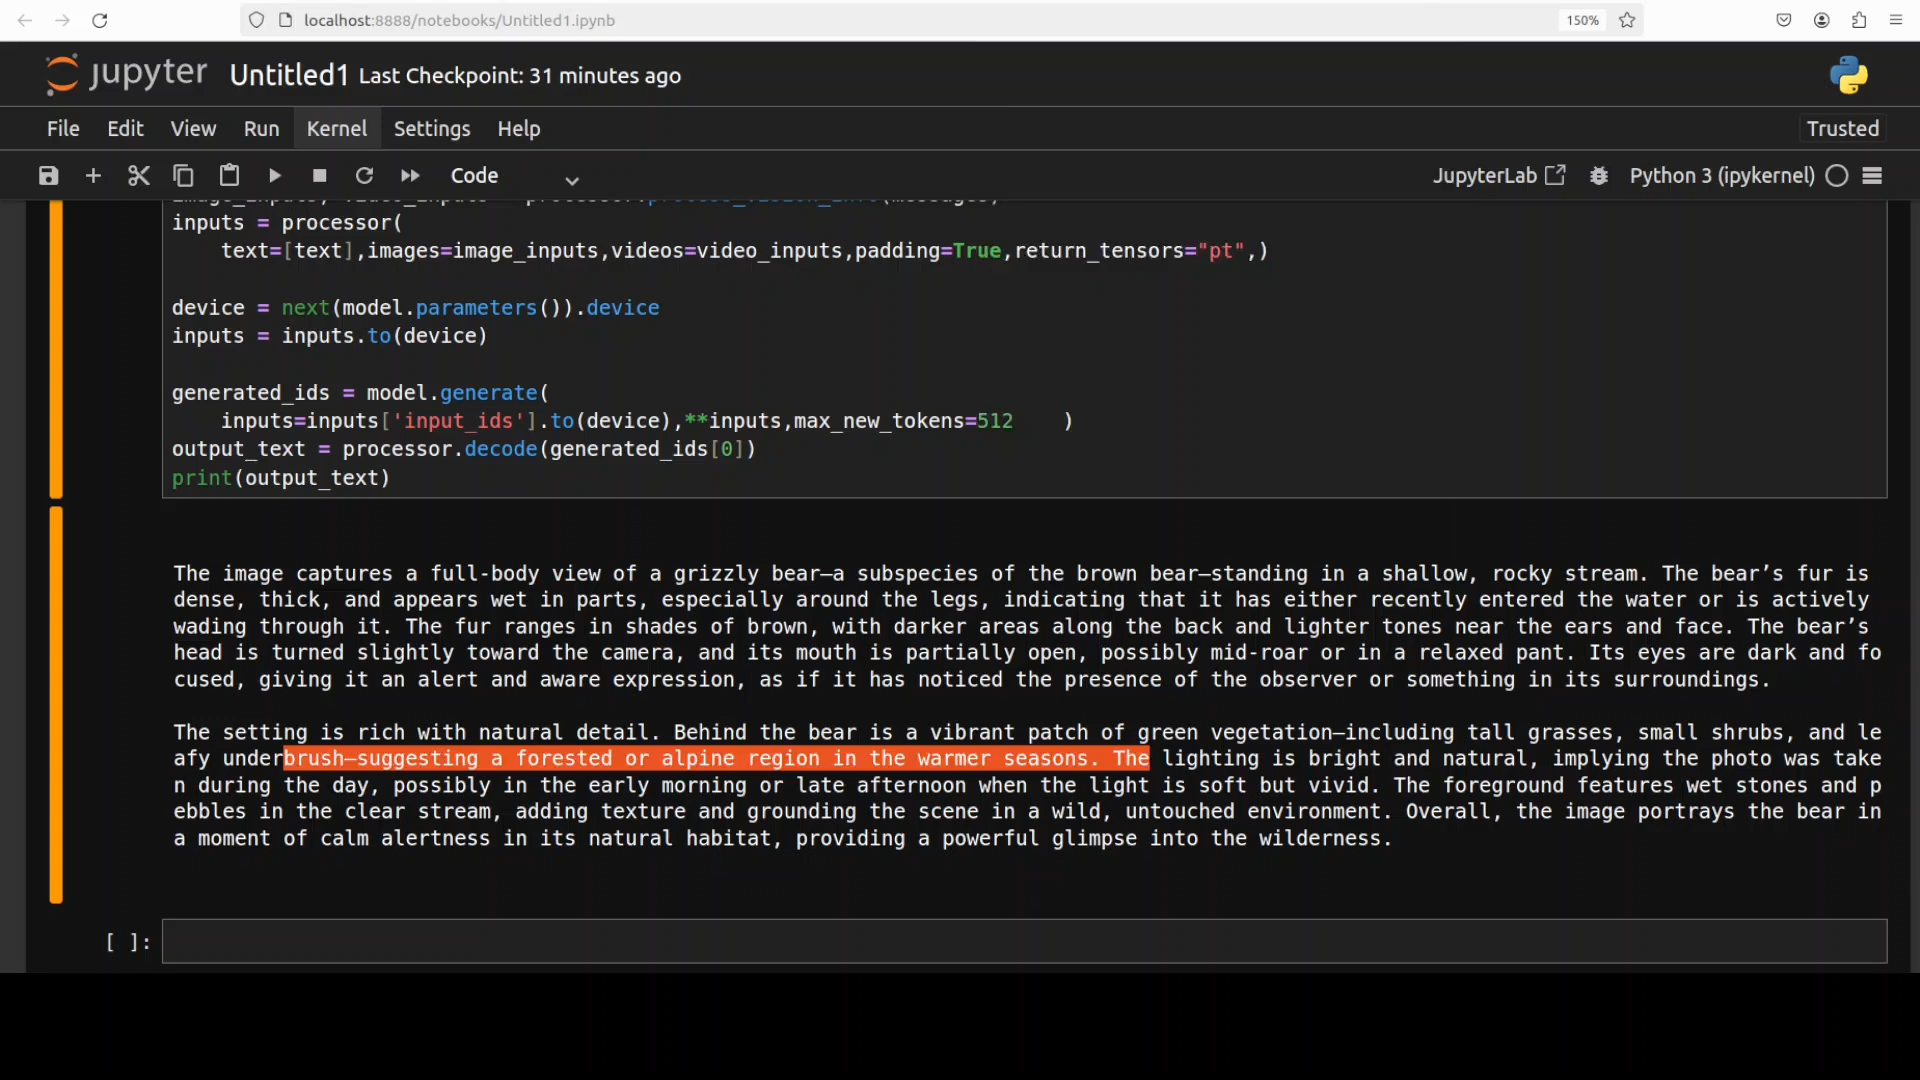 localhost:8888/notebooks/Untitled1.ipynb
150%
jupyter Untitled1 Last Checkpoint: 31 minutes ago
File Edit View Run Kernel Settings Help Trusted
Code JupyterLab Python 3 (ipykernel)
inputs = processor(
text=[text],images=image_inputs,videos=video_inputs,padding=True,return_tensors="pt",)
device = next(model.parameters()).device
inputs = inputs.to(device)
generated_ids = model.generate(
inputs=inputs['input_ids'].to(device),**inputs,max_new_tokens=512 )
output_text = processor.decode(generated_ids[0])
print(output_text)
The image captures a full-body view of a grizzly bear—a subspecies of the brown bear—standing in a shallow, rocky stream. The bear’s fur is
dense, thick, and appears wet in parts, especially around the legs, indicating that it has either recently entered the water or is actively
wading through it. The fur ranges in shades of brown, with darker areas along the back and lighter tones near the ears and face. The bear’s
head is turned slightly toward the camera, and its mouth is partially open, possibly mid-roar or in a relaxed pant. Its eyes are dark and fo
cused, giving it an alert and aware expression, as if it has noticed the presence of the observer or something in its surroundings.
The setting is rich with natural detail. Behind the bear is a vibrant patch of green vegetation—including tall grasses, small shrubs, and le
afy underbrush—suggesting a forested or alpine region in the warmer seasons. The lighting is bright and natural, implying the photo was take
n during the day, possibly in the early morning or late afternoon when the light is soft but vivid. The foreground features wet stones and p
ebbles in the clear stream, adding texture and grounding the scene in a wild, untouched environment. Overall, the image portrays the bear in
a moment of calm alertness in its natural habitat, providing a powerful glimpse into the wilderness.
[ ]: